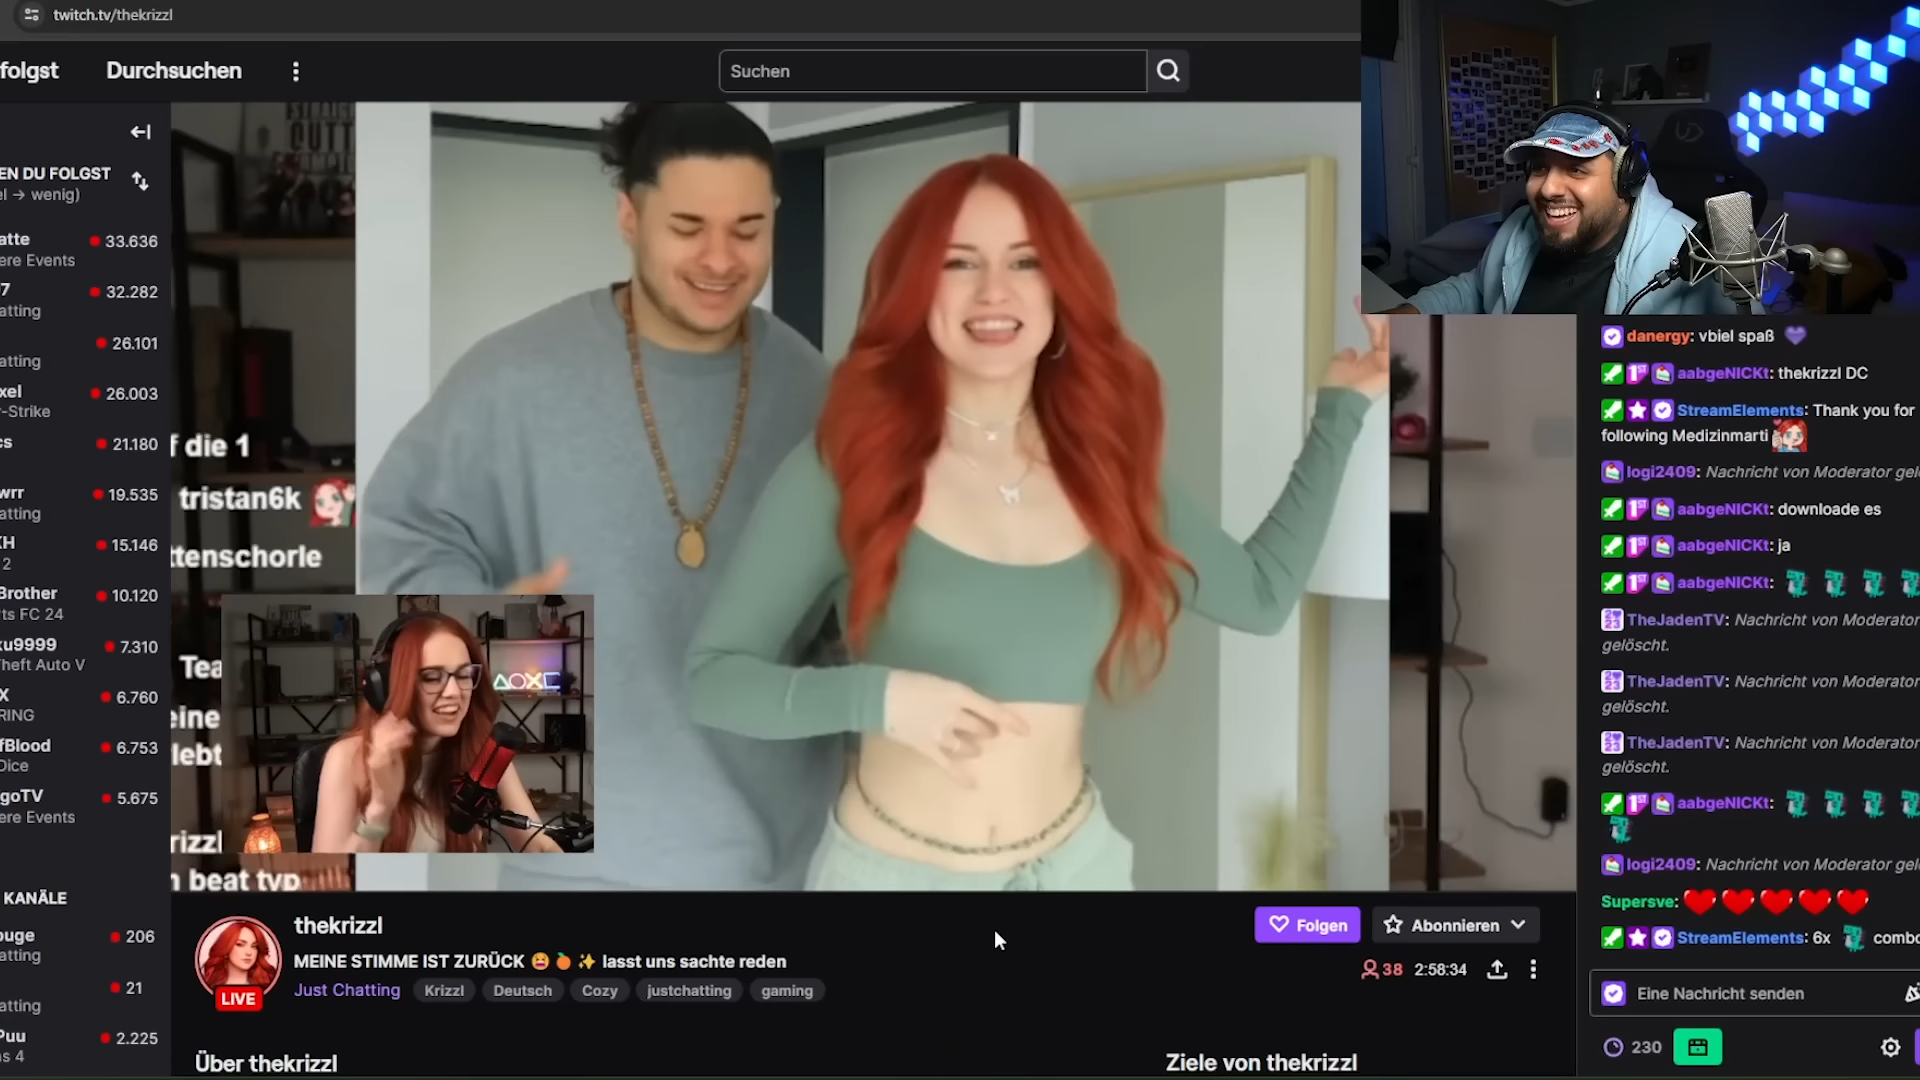 twitch.tv/thekrizzl
folgst
Durchsuchen
Suchen
EN DU FOLGST
el → wenig)
atte
33.636
ere Events
7
32.282
atting
26.101
atting
xel
26.003
-Strike
cs
21.180
wrr
19.535
atting
KH
15.146
2
Brother
10.120
ts FC 24
ku9999
7.310
heft Auto V
X
6.760
RING
fBlood
6.753
Dice
goTV
5.675
ere Events
KANÄLE
ouge
206
atting
21
atting
Puu
2.225
s 4
f die 1
tristan6k
ttenschorle
Tea
eine
lebt
rizzl
n beat typ
thekrizzl
MEINE STIMME IST ZURÜCK 😫 🍊 ✨ lasst uns sachte reden
Just Chatting
Krizzl
Deutsch
Cozy
justchatting
gaming
LIVE
Folgen
Abonnieren
38
2:58:34
Über thekrizzl
Ziele von thekrizzl
danergy: vbiel spaß 💜
aabgeNICKt: thekrizzl DC
StreamElements: Thank you for
following Medizinmarti
logi2409: Nachricht von Moderator gel
aabgeNICKt: downloade es
aabgeNICKt: ja
aabgeNICKt:
TheJadenTV: Nachricht von Moderator
gelöscht.
TheJadenTV: Nachricht von Moderator
gelöscht.
TheJadenTV: Nachricht von Moderator
gelöscht.
aabgeNICKt:
logi2409: Nachricht von Moderator gel
Supersve: ❤️❤️❤️❤️❤️
StreamElements: 6x combo
Eine Nachricht senden
230